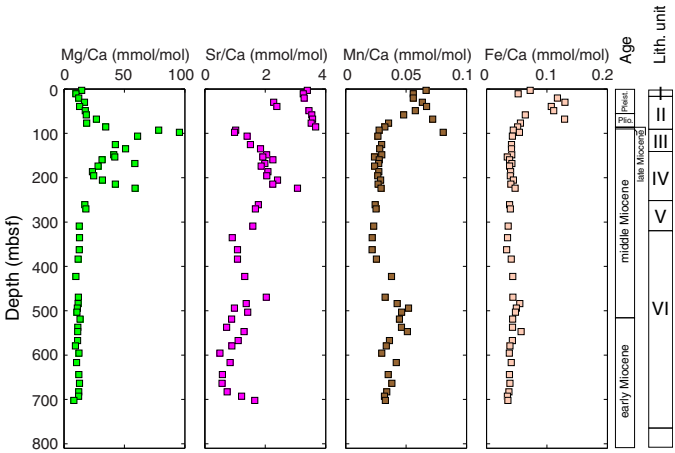 Mg/Ca (mmol/mol) Sr/Ca (mmol/mol) Mn/Ca (mmol/mol) Fe/Ca (mmol/mol) Age Lith. unit
0 50 100 0 2 4 0 0.05 0.1 0 0.1 0.2
0
100
200
300
400
500
600
700
800
Depth (mbsf)
Pleist.
Plio.
late Miocene
middle Miocene
early Miocene
I
II
III
IV
V
VI